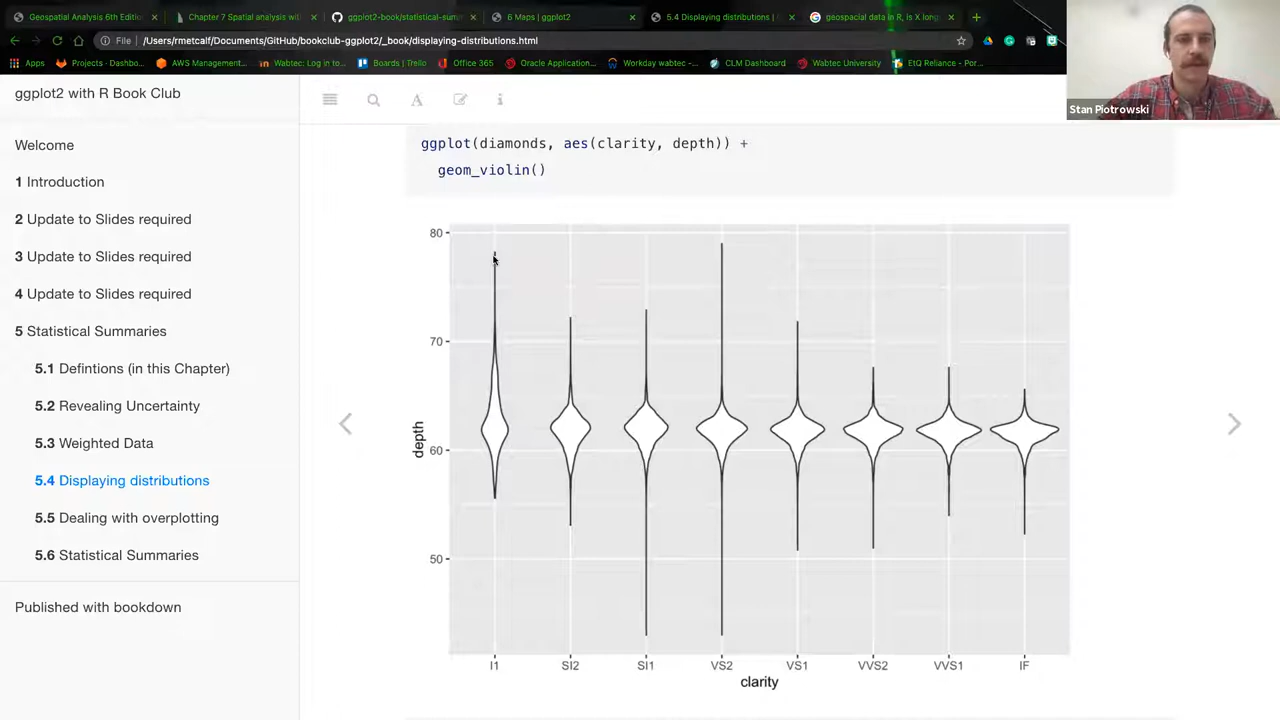 Geospatial Analysis 6th Edition
Chapter 7 Spatial analysis with
ggplot2-book/statistical-summ
6 Maps | ggplot2
5.4 Displaying distributions |
geospacial data in R, is X long
File | /Users/rmetcalf/Documents/GitHub/bookclub-ggplot2/_book/displaying-distributions.html
Apps
Projects · Dashbo...
AWS Management...
Wabtec: Log in to...
Boards | Trello
Office 365
Oracle Application...
Workday wabtec -...
CLM Dashboard
Wabtec University
EtQ Reliance - Por...
Stan Piotrowski
ggplot2 with R Book Club
Welcome
1 Introduction
2 Update to Slides required
3 Update to Slides required
4 Update to Slides required
5 Statistical Summaries
5.1 Defintions (in this Chapter)
5.2 Revealing Uncertainty
5.3 Weighted Data
5.4 Displaying distributions
5.5 Dealing with overplotting
5.6 Statistical Summaries
Published with bookdown
ggplot(diamonds, aes(clarity, depth)) +
geom_violin()
80
70
60
50
depth
I1 SI2 SI1 VS2 VS1 VVS2 VVS1 IF
clarity